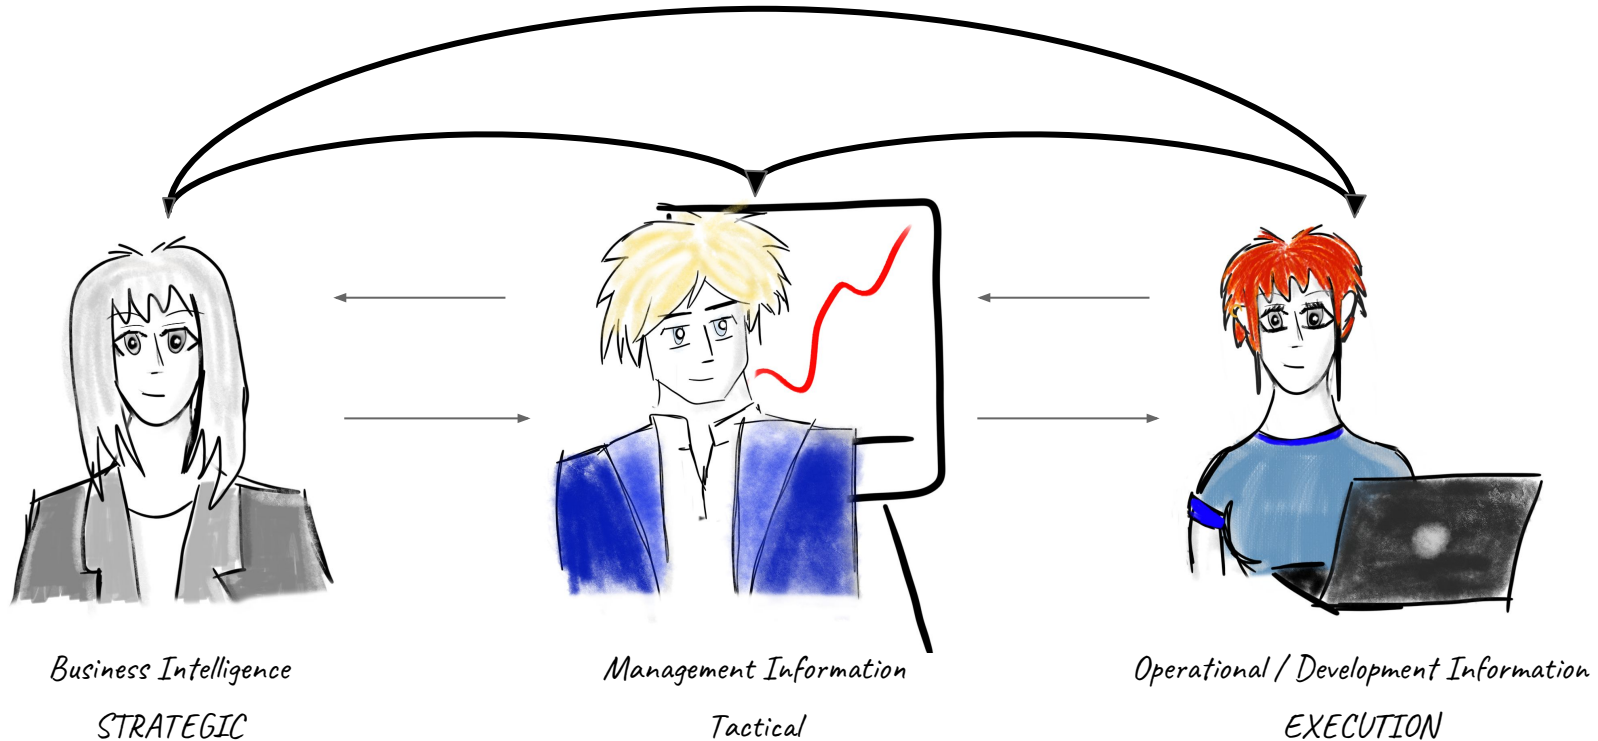 Business Intelligence
STRATEGIC
Management Information
Tactical
Operational / Development Information
EXECUTION